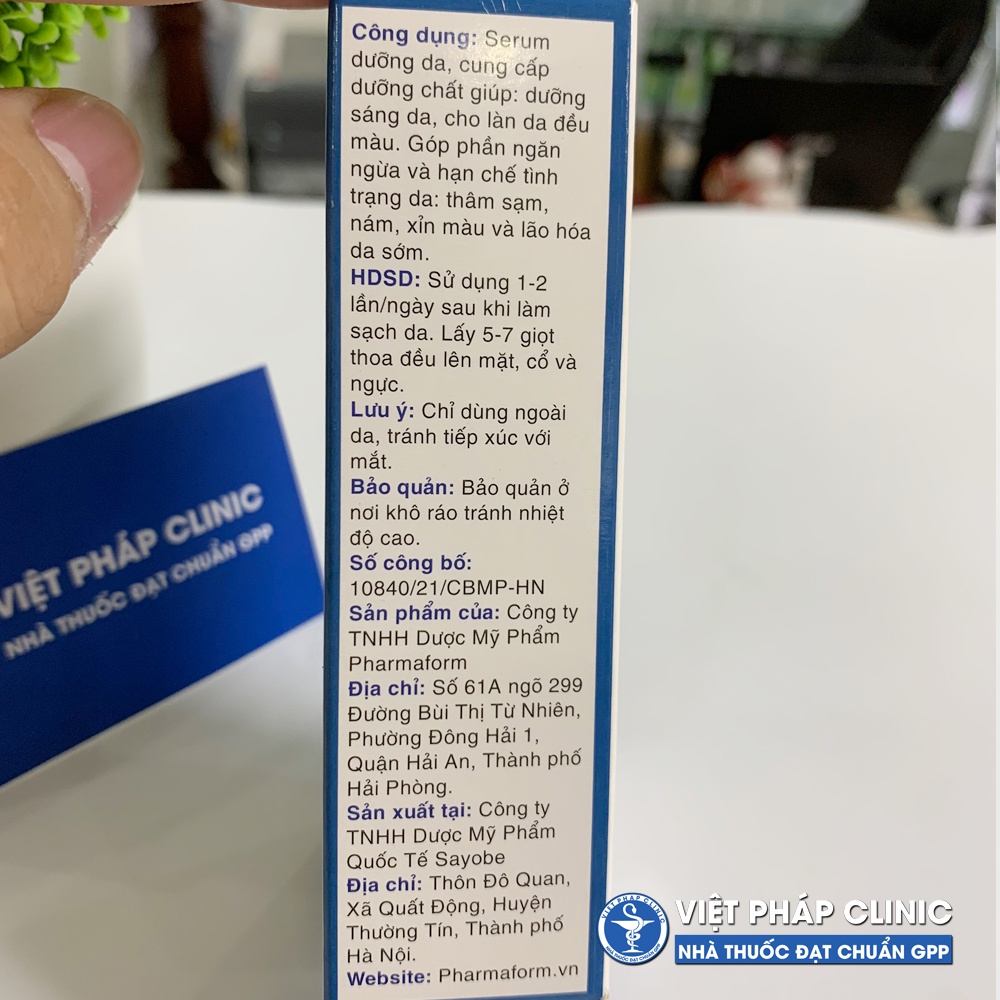 Công dụng: Serum
dưỡng da, cung cấp
dưỡng chất giúp: dưỡng
sáng da, cho làn da đều
màu. Góp phần ngăn
ngừa và hạn chế tình
trạng da: thâm sạm,
nám, xỉn màu và lão hóa
da sớm.
HDSD: Sử dụng 1-2
lần/ngày sau khi làm
sạch da. Lấy 5-7 giọt
thoa đều lên mặt, cổ và
ngực.
Lưu ý: Chỉ dùng ngoài
da, tránh tiếp xúc với
mắt.
Bảo quản: Bảo quản ở
nơi khô ráo tránh nhiệt
độ cao.
Số công bố:
10840/21/CBMP-HN
Sản phẩm của: Công ty
TNHH Dược Mỹ Phẩm
Pharmaform
Địa chỉ: Số 61A ngõ 299
Đường Bùi Thị Từ Nhiên,
Phường Đông Hải 1,
Quận Hải An, Thành phố
Hải Phòng.
Sản xuất tại: Công ty
TNHH Dược Mỹ Phẩm
Quốc Tế Sayobe
Địa chỉ: Thôn Đô Quan,
Xã Quất Động, Huyện
Thường Tín, Thành phố
Hà Nội.
Website: Pharmaform.vn
VIỆT PHÁP CLINIC
NHÀ THUỐC ĐẠT CHUẨN GPP
VIỆT PHÁP CLINIC
VIỆT PHÁP CLINIC
NHÀ THUỐC ĐẠT CHUẨN GPP
NHÀ THUỐC ĐẠT CHUẨN GPP